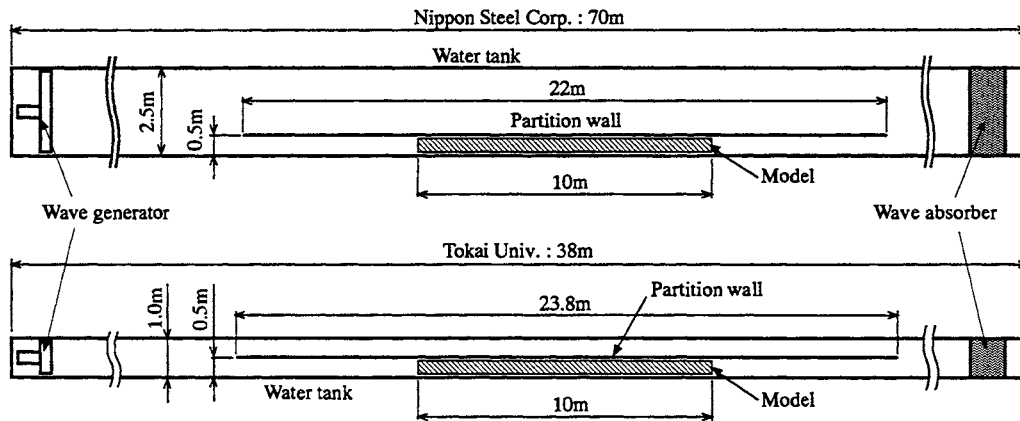 Nippon Steel Corp. : 70m
Water tank
22m
2.5m
0.5m
Partition wall
Model
10m
Wave generator
Wave absorber
Tokai Univ. : 38m
Partition wall
1.0m
0.5m
23.8m
Water tank
Model
10m